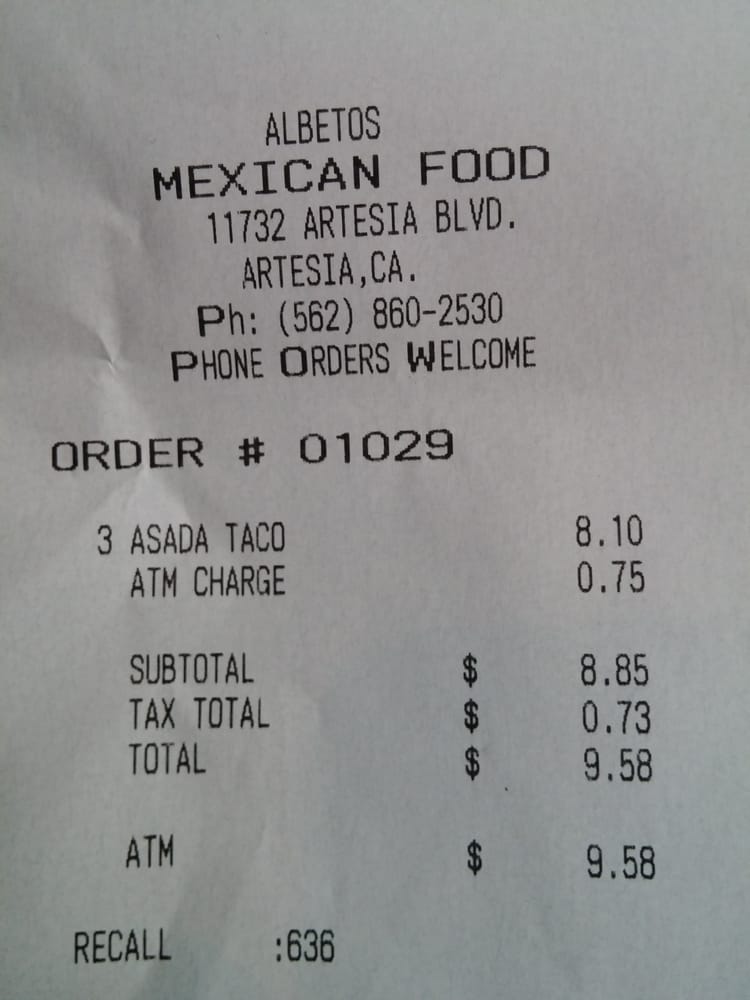 ALBETOS
MEXICAN FOOD
11732 ARTESIA BLVD.
ARTESIA,CA.
Ph: (562) 860-2530
PHONE ORDERS WELCOME
ORDER # 01029
3 ASADA TACO 8.10
ATM CHARGE 0.75
SUBTOTAL $ 8.85
TAX TOTAL $ 0.73
TOTAL $ 9.58
ATM $ 9.58
RECALL :636